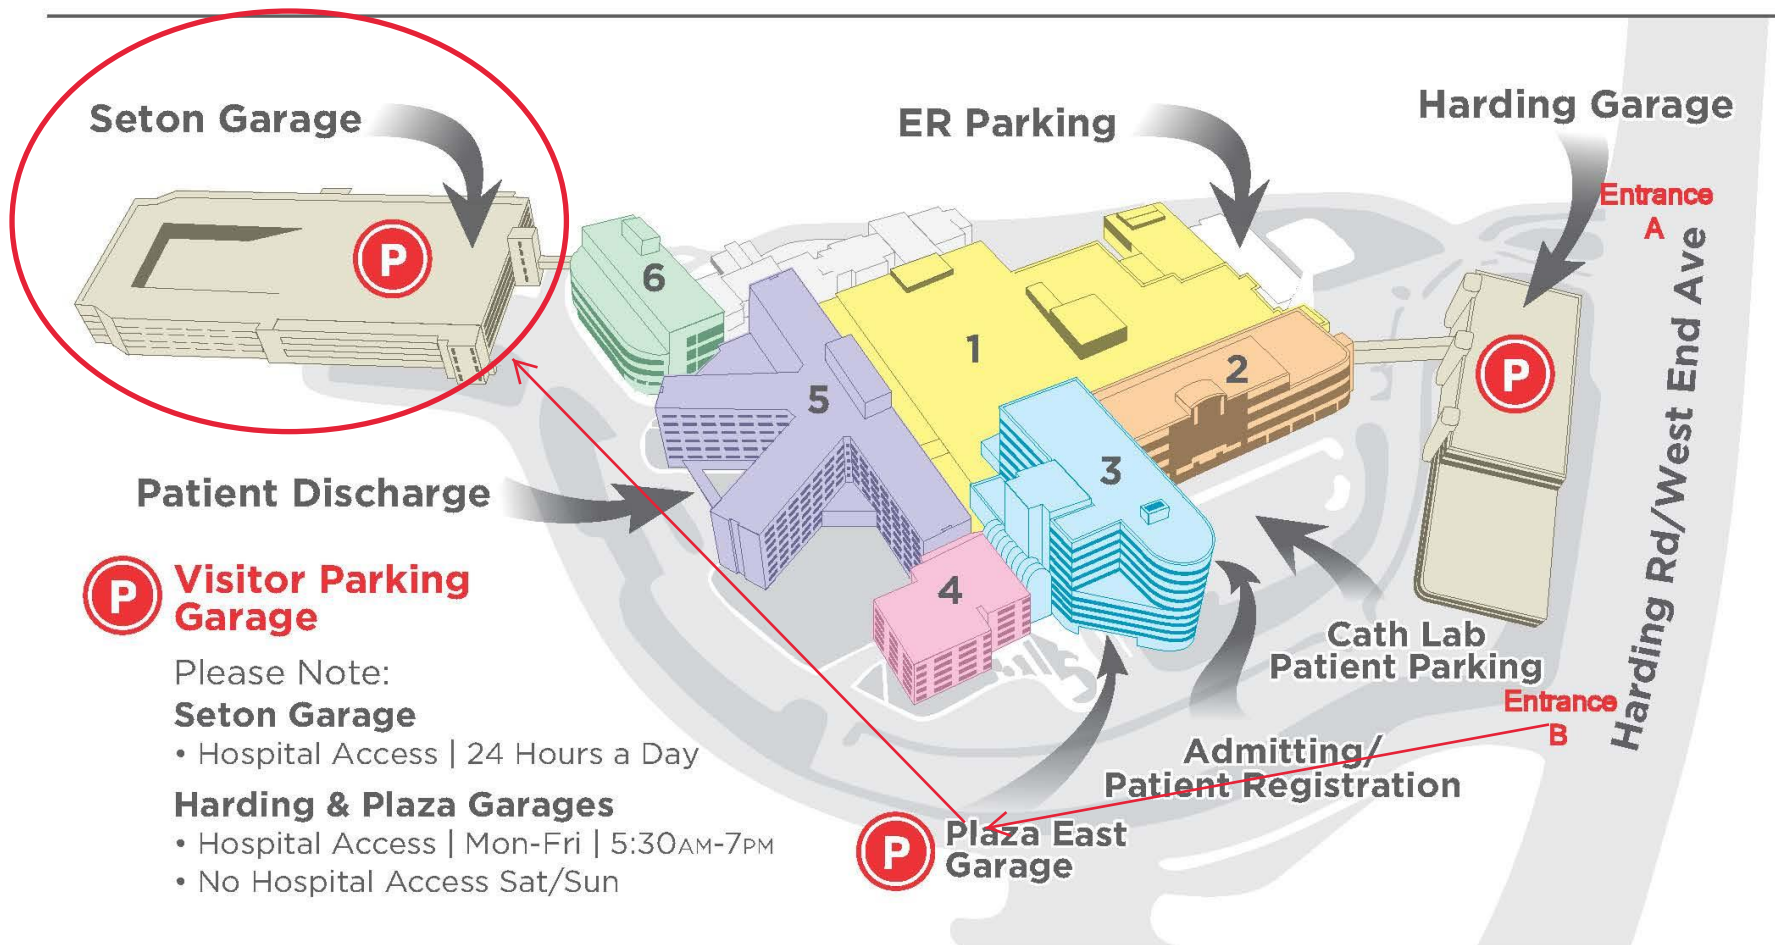 Seton Garage
ER Parking
Harding Garage
Entrance
A
P
6
1
2
P
5
3
Harding Rd/West End Ave
Patient Discharge
P
Visitor Parking
Garage
4
Cath Lab
Patient Parking
Please Note:
Seton Garage
• Hospital Access | 24 Hours a Day
Entrance
B
Admitting/
Patient Registration
Harding & Plaza Garages
• Hospital Access | Mon-Fri | 5:30AM-7PM
• No Hospital Access Sat/Sun
P
Plaza East
Garage